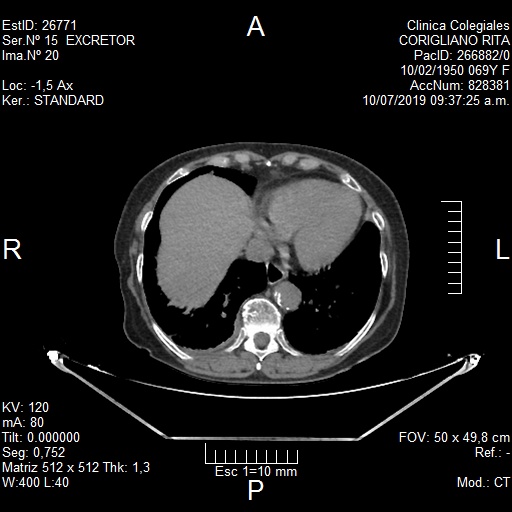 EstID: 26771
Ser.Nº 15 EXCRETOR
Ima.Nº 20
Loc: -1,5 Ax
Ker.: STANDARD
A
Clinica Colegiales
CORIGLIANO RITA
PacID: 266882/0
10/02/1950 069Y F
AccNum: 828381
10/07/2019 09:37:25 a.m.
R
L
KV: 120
mA: 80
Tilt: 0.000000
Seg: 0,752
Matriz 512 x 512 Thk: 1,3
W:400 L:40
Esc 1=10 mm
P
FOV: 50 x 49,8 cm
Ref.: -
Mod.: CT